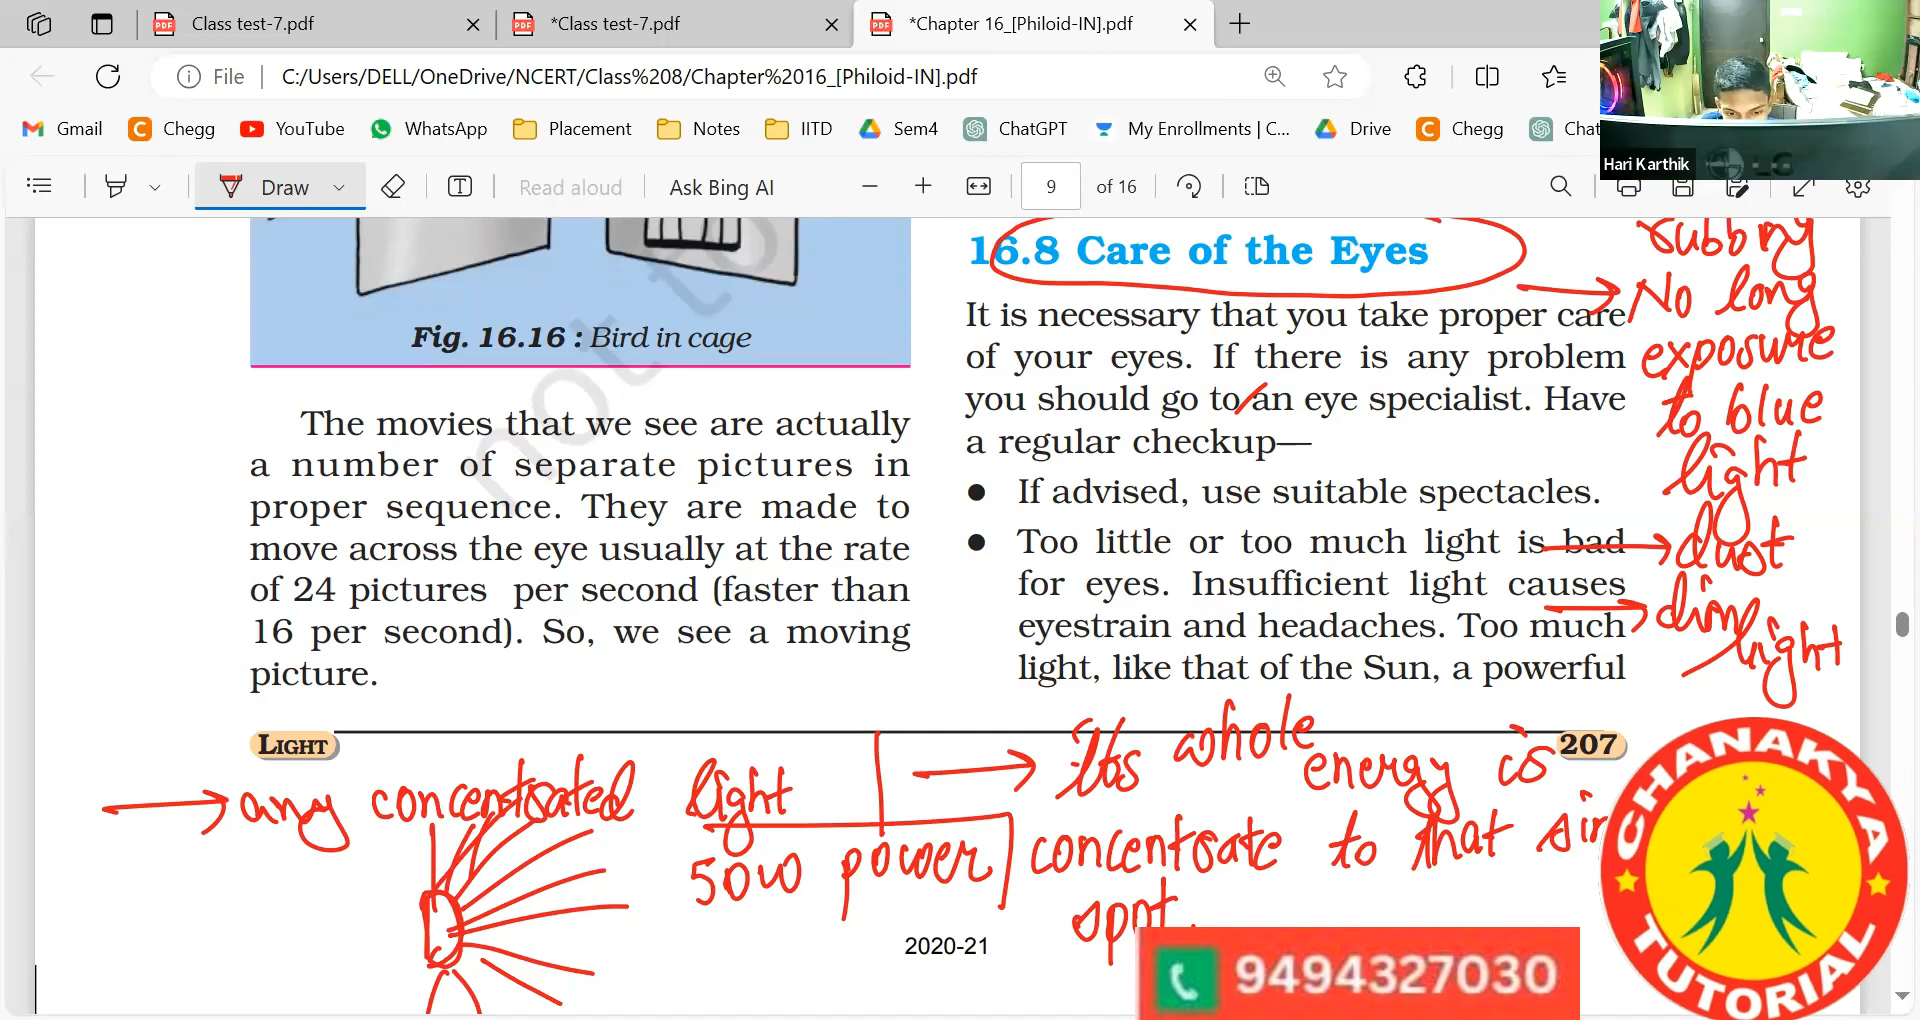 Class test-7.pdf
*Class test-7.pdf
*Chapter 16_[Philoid-IN].pdf
File
C:/Users/DELL/OneDrive/NCERT/Class%208/Chapter%2016_[Philoid-IN].pdf
Gmail
Chegg
YouTube
WhatsApp
Placement
Notes
IITD
Sem4
ChatGPT
My Enrollments | C...
Drive
Chegg
Chat
Hari Karthik
LG
Draw
Read aloud
Ask Bing AI
9
of 16
not to
Fig. 16.16 : Bird in cage
The movies that we see are actually
a number of separate pictures in
proper sequence. They are made to
move across the eye usually at the rate
of 24 pictures per second (faster than
16 per second). So, we see a moving
picture.
16.8 Care of the Eyes
It is necessary that you take proper care
of your eyes. If there is any problem
you should go to an eye specialist. Have
a regular checkup—
● If advised, use suitable spectacles.
● Too little or too much light is bad
for eyes. Insufficient light causes
eyestrain and headaches. Too much
light, like that of the Sun, a powerful
rubbing
No long
exposure
to blue
light
dust
dim
light
LIGHT
207
any concentrated light
50W power
its whole energy is
concentrate to that
spot.
2020-21
9494327030
CHANAKYA
TUTORIAL